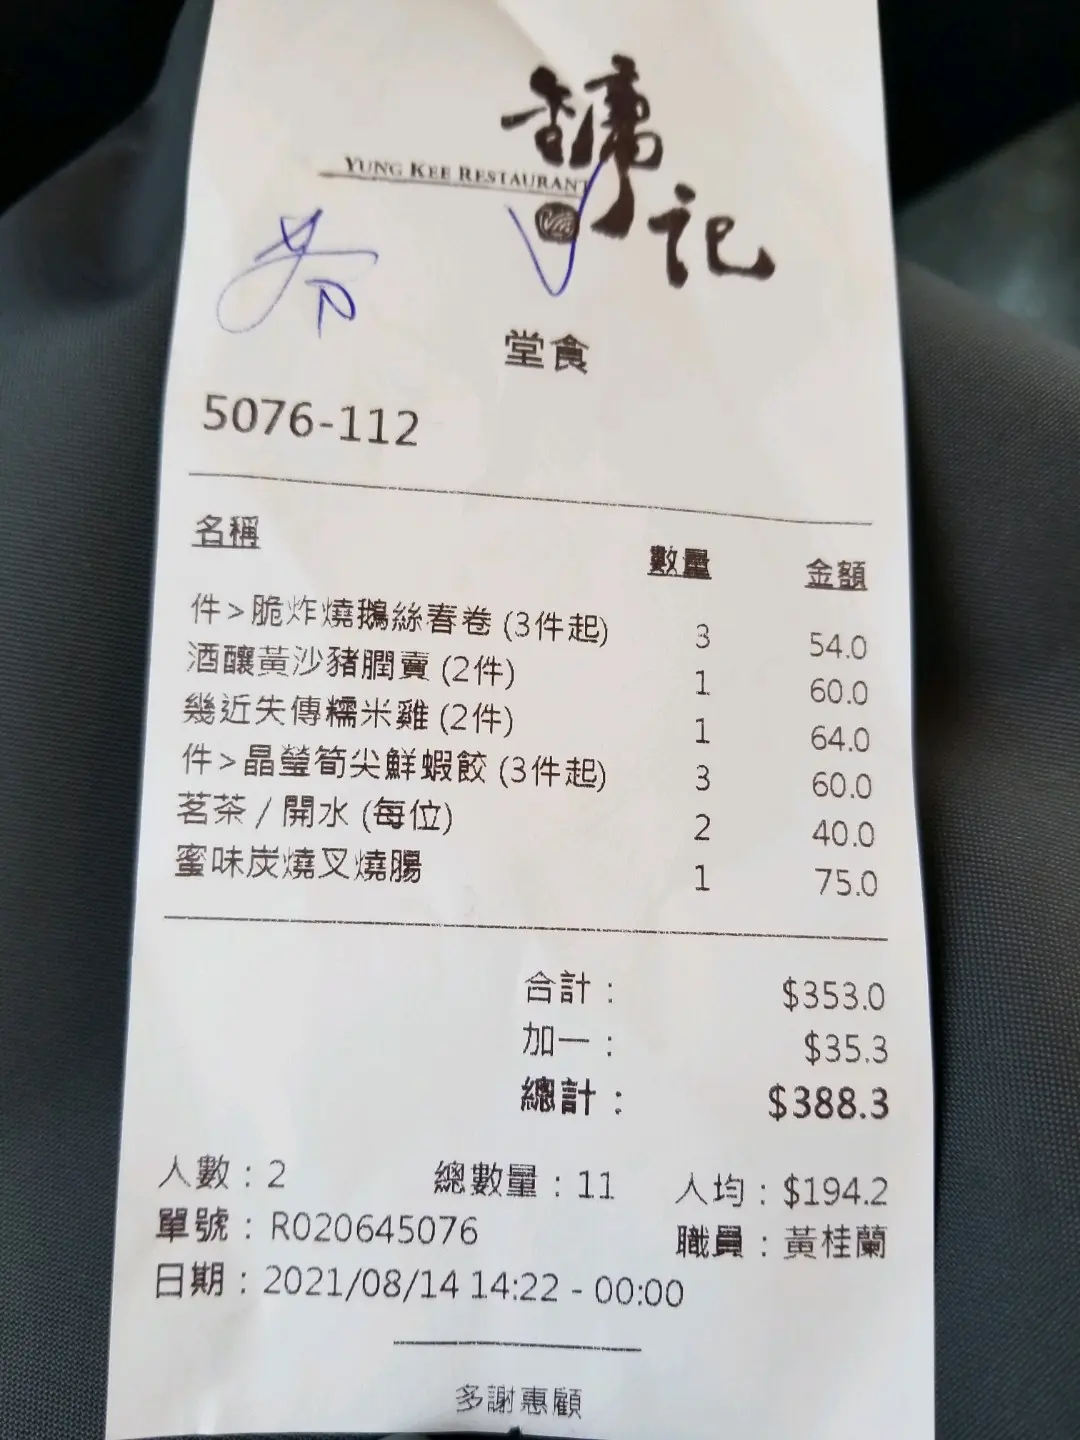 鏞記
YUNG KEE RESTAURANT
堂食
5076-112
名稱 數量 金額
件>脆炸燒鵝絲春卷 (3件起) 3 54.0
酒釀黃沙豬膶賣 (2件) 1 60.0
幾近失傳糯米雞 (2件) 1 64.0
件>晶瑩筍尖鮮蝦餃 (3件起) 3 60.0
茗茶 / 開水 (每位) 2 40.0
蜜味炭燒叉燒腸 1 75.0
合計： $353.0
加一： $35.3
總計： $388.3
人數：2 總數量：11 人均：$194.2
單號：R020645076 職員：黃桂蘭
日期：2021/08/14 14:22 - 00:00
多謝惠顧